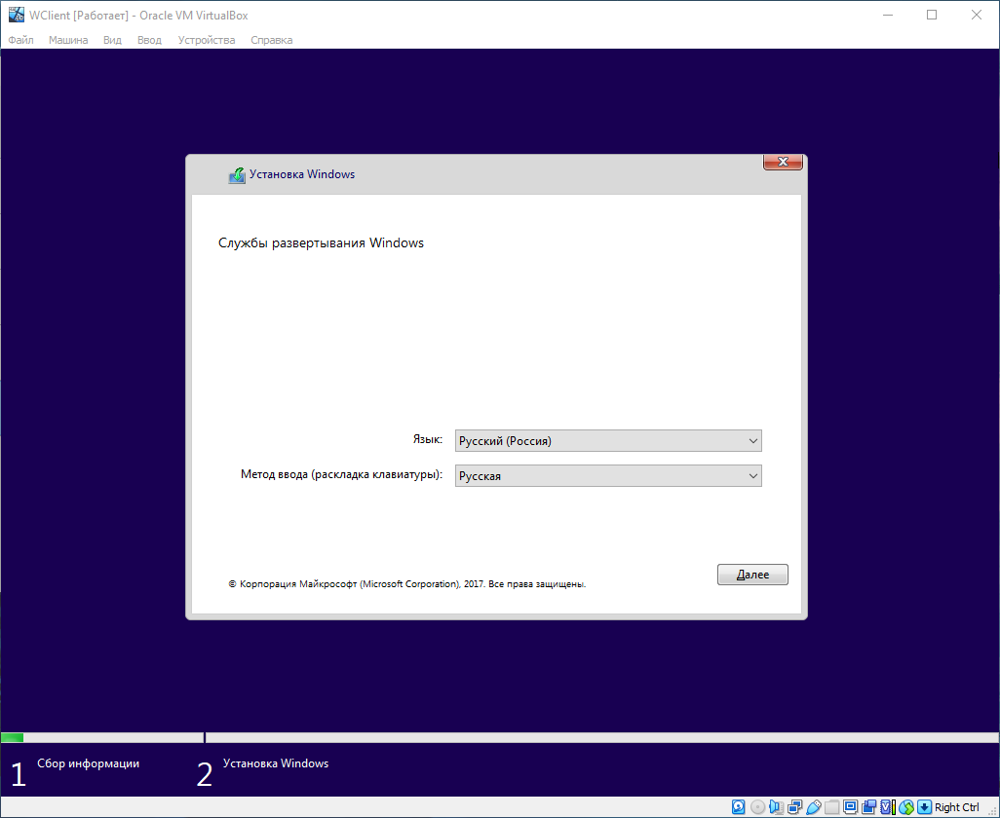 WClient [Работает] - Oracle VM VirtualBox
Файл Машина Вид Ввод Устройства Справка
Установка Windows
Службы развертывания Windows
Язык: Русский (Россия)
Метод ввода (раскладка клавиатуры): Русская
Далее
© Корпорация Майкрософт (Microsoft Corporation), 2017. Все права защищены.
1 Сбор информации 2 Установка Windows
Right Ctrl